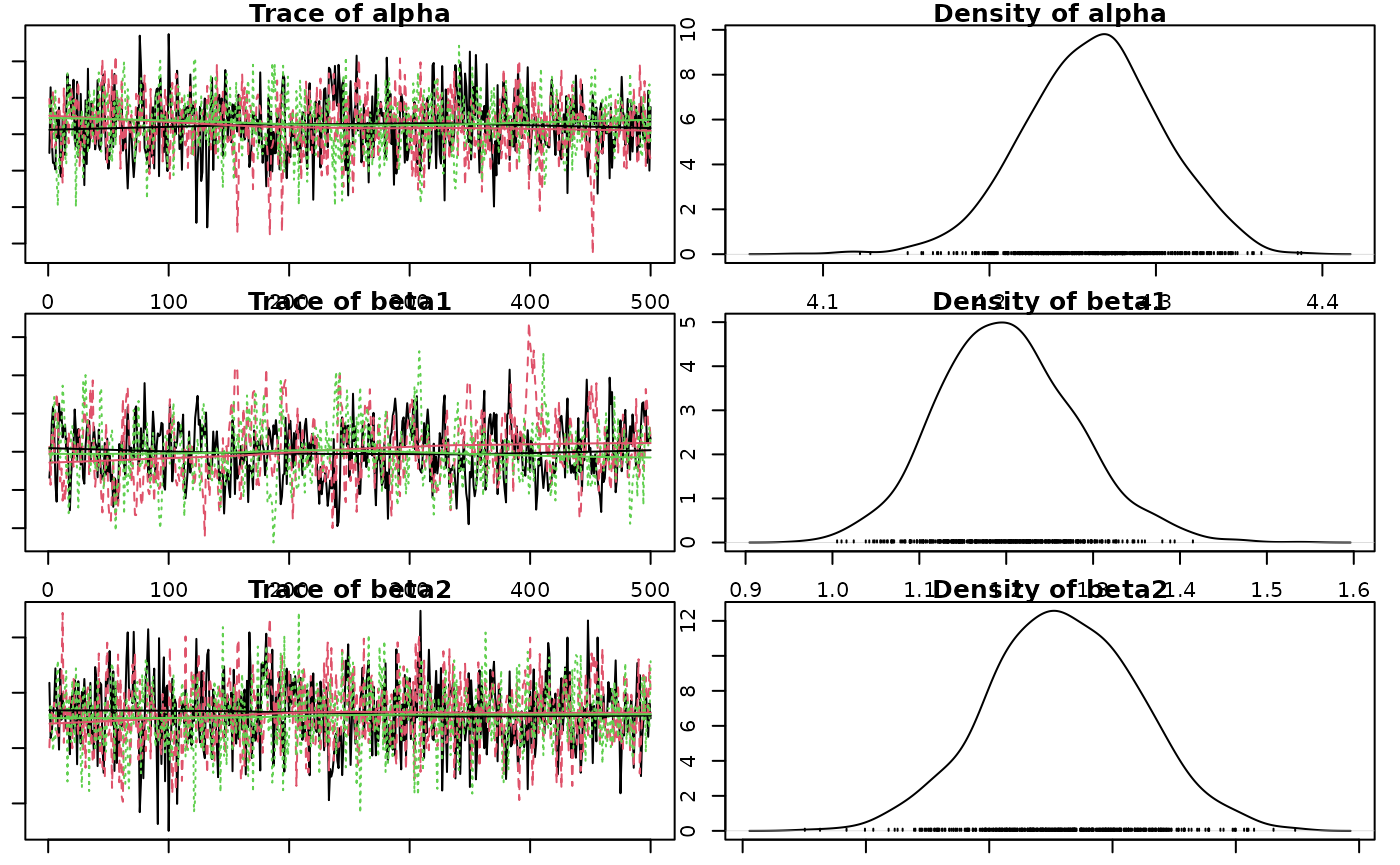 Trace of alpha
Density of alpha
10
8
6
4
2
0
0 100 200 300 400 500
4.1 4.2 4.3 4.4
Trace of beta1
Density of beta1
5
4
3
2
1
0
0 100 200 300 400 500
0.9 1.0 1.1 1.2 1.3 1.4 1.5 1.6
Trace of beta2
Density of beta2
12
8
6
4
2
0